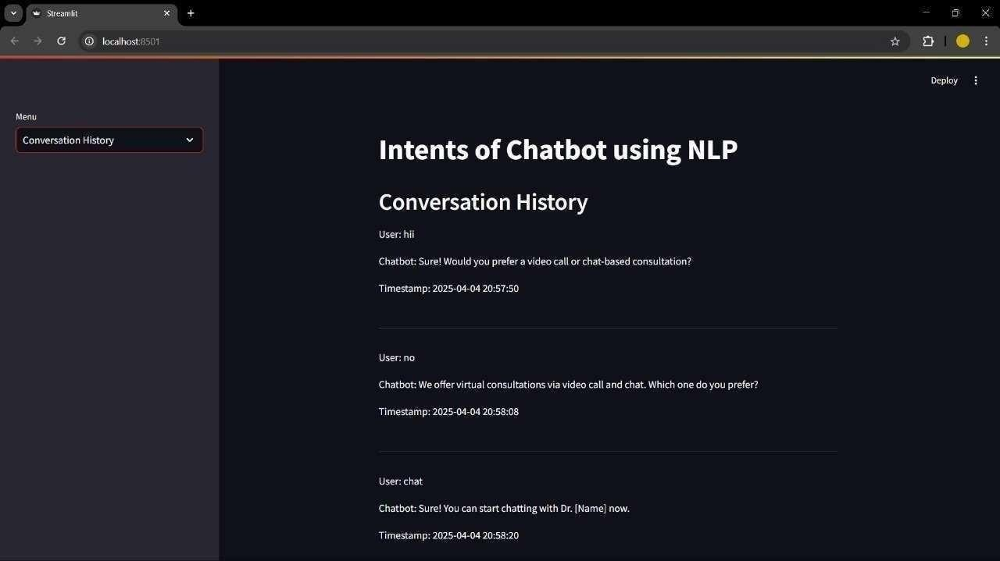 Streamlit
localhost:8501
Deploy
Menu
Conversation History
Intents of Chatbot using NLP
Conversation History
User: hii
Chatbot: Sure! Would you prefer a video call or chat-based consultation?
Timestamp: 2025-04-04 20:57:50
User: no
Chatbot: We offer virtual consultations via video call and chat. Which one do you prefer?
Timestamp: 2025-04-04 20:58:08
User: chat
Chatbot: Sure! You can start chatting with Dr. [Name] now.
Timestamp: 2025-04-04 20:58:20